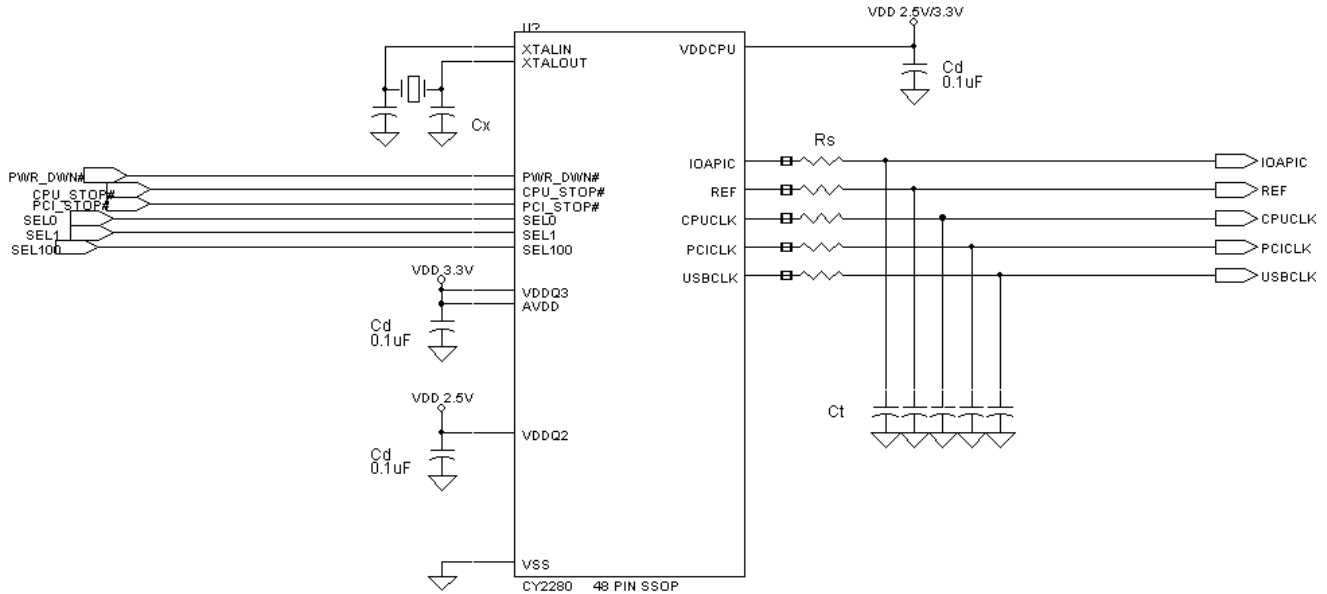 VDD 2.5V/3.3V
U?
XTALIN
XTALOUT
VDDCPU
Cd
0.1uF
Cx
Rs
PWR_DWN#
CPU_STOP#
PCI_STOP#
SEL0
SEL1
SEL100
PWR_DWN#
CPU_STOP#
PCI_STOP#
SEL0
SEL1
SEL100
IOAPIC
REF
CPUCLK
PCICLK
USBCLK
IOAPIC
REF
CPUCLK
PCICLK
USBCLK
VDD 3.3V
VDDQ3
AVDD
Cd
0.1uF
VDD 2.5V
VDDQ2
Cd
0.1uF
Ct
VSS
CY2280 48 PIN SSOP